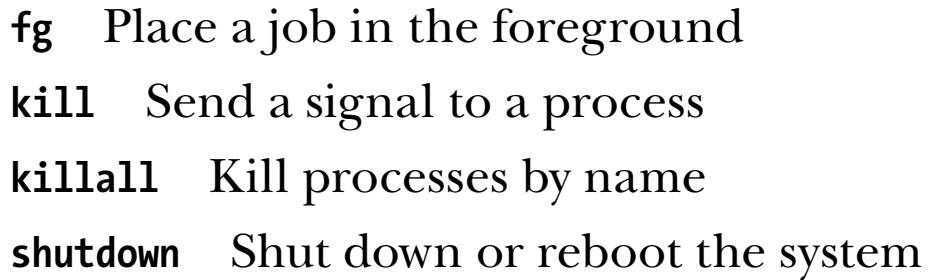 fg Place a job in the foreground
kill Send a signal to a process
killall Kill processes by name
shutdown Shut down or reboot the system